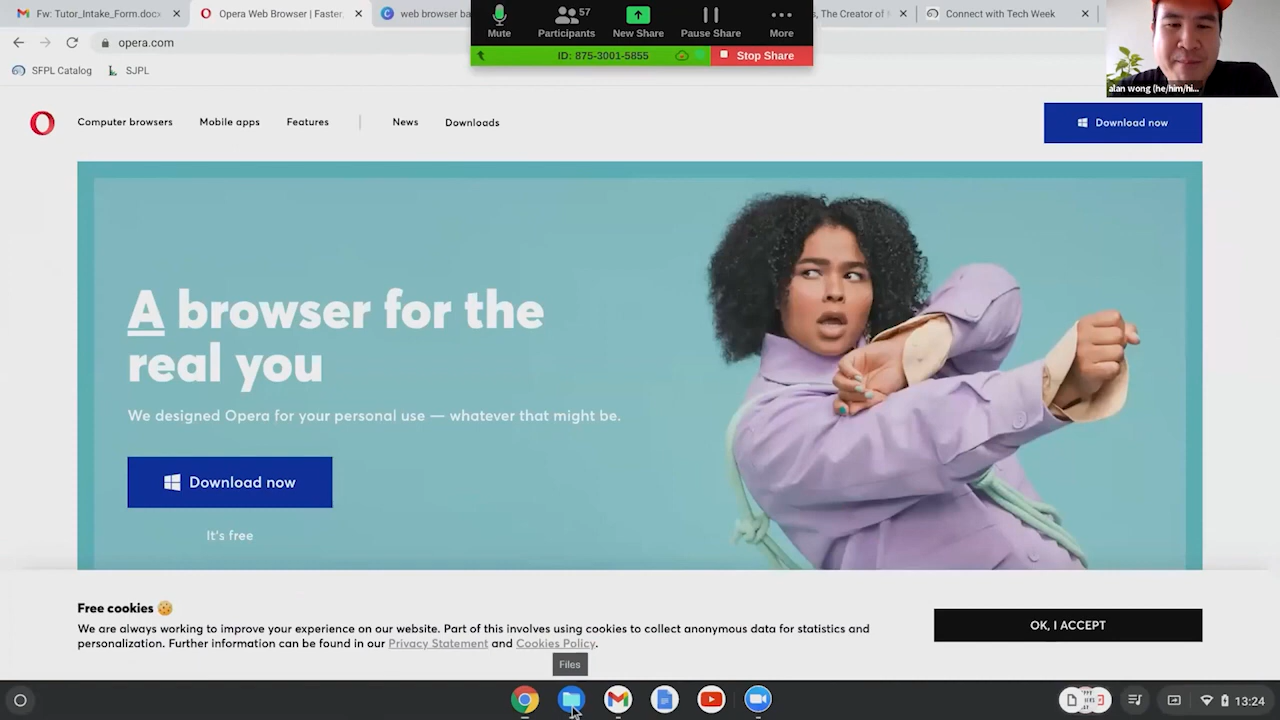 Fw: Tutor_Intake_Form.docx
Opera Web Browser | Faster,
web browser ba
s, The Creator of
Connect with Tech Week
Mute
Participants
57
New Share
Pause Share
More
opera.com
ID: 875-3001-5855
Stop Share
SFPL Catalog
SJPL
alan wong (he/him/hi...
Computer browsers
Mobile apps
Features
News
Downloads
Download now
A browser for the
real you
We designed Opera for your personal use — whatever that might be.
Download now
It's free
Free cookies 🍪
We are always working to improve your experience on our website. Part of this involves using cookies to collect anonymous data for statistics and
personalization. Further information can be found in our Privacy Statement and Cookies Policy.
OK, I ACCEPT
Files
13:24